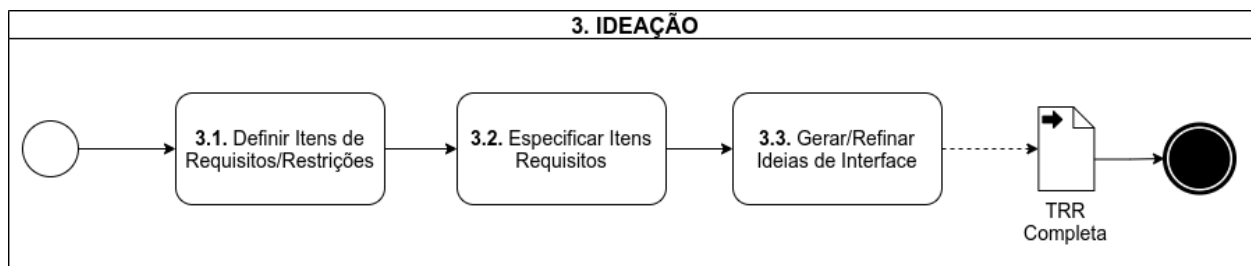 3. IDEAÇÃO
3.1. Definir Itens de
Requisitos/Restrições
3.2. Especificar Itens
Requisitos
3.3. Gerar/Refinar
Ideias de Interface
TRR
Completa